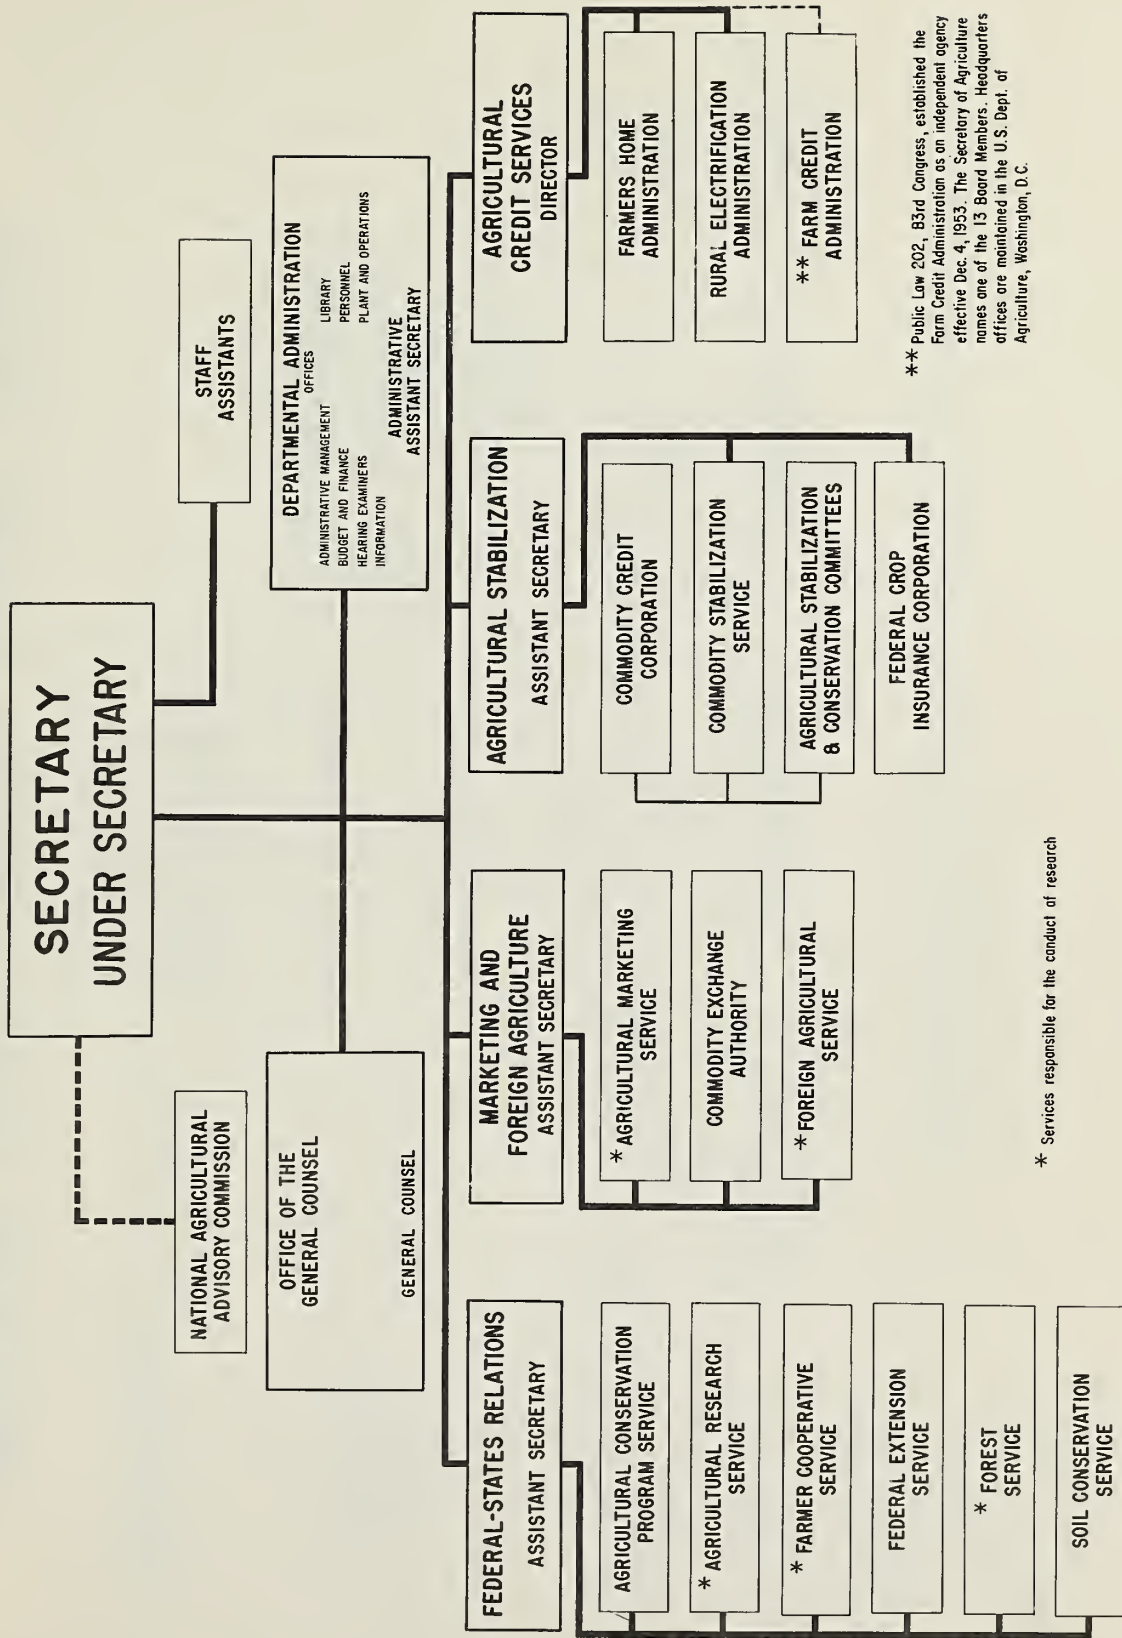 SECRETARY
UNDER SECRETARY
NATIONAL AGRICULTURAL
ADVISORY COMMISSION
STAFF
ASSISTANTS
OFFICE OF THE
GENERAL COUNSEL
GENERAL COUNSEL
DEPARTMENTAL ADMINISTRATION
OFFICES
ADMINISTRATIVE MANAGEMENT
BUDGET AND FINANCE
HEARING EXAMINERS
INFORMATION
LIBRARY
PERSONNEL
PLANT AND OPERATIONS
ADMINISTRATIVE
ASSISTANT SECRETARY
FEDERAL-STATES RELATIONS
ASSISTANT SECRETARY
AGRICULTURAL CONSERVATION
PROGRAM SERVICE
* AGRICULTURAL RESEARCH
SERVICE
* FARMER COOPERATIVE
SERVICE
FEDERAL EXTENSION
SERVICE
* FOREST
SERVICE
SOIL CONSERVATION
SERVICE
MARKETING AND
FOREIGN AGRICULTURE
ASSISTANT SECRETARY
* AGRICULTURAL MARKETING
SERVICE
COMMODITY EXCHANGE
AUTHORITY
* FOREIGN AGRICULTURAL
SERVICE
AGRICULTURAL STABILIZATION
ASSISTANT SECRETARY
COMMODITY CREDIT
CORPORATION
COMMODITY STABILIZATION
SERVICE
AGRICULTURAL STABILIZATION
& CONSERVATION COMMITTEES
FEDERAL CROP
INSURANCE CORPORATION
AGRICULTURAL
CREDIT SERVICES
DIRECTOR
FARMERS HOME
ADMINISTRATION
RURAL ELECTRIFICATION
ADMINISTRATION
** FARM CREDIT
ADMINISTRATION
* Services responsible for the conduct of research
** Public Law 202, 83rd Congress, established the
Farm Credit Administration as an independent agency
effective Dec. 4, 1953. The Secretary of Agriculture
names one of the 13 Board Members. Headquarters
offices are maintained in the U.S. Dept. of
Agriculture, Washington, D.C.